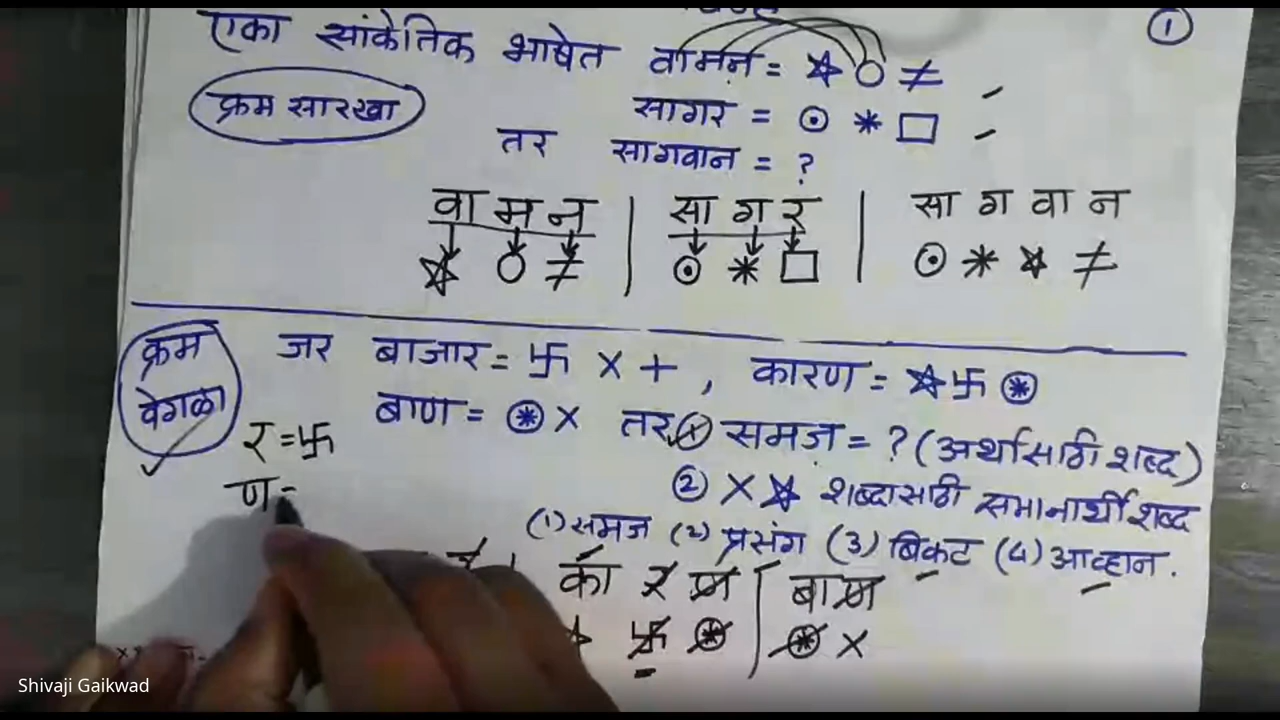 ①
एका सांकेतिक भाषेत वामन = ☆ ○ ≠
क्रम सारखा
सागर = ⊙ * □
तर सागवान = ?
वा म न | सा ग र | सा ग वा न
☆ ○ ≠ | ⊙ * □ | ⊙ * ☆ ≠
क्रम वेगळा
जर बाजार = 卐 × + , कारण = ☆ 卐 ⊛
बाण = ⊛ × तर ① समज = ? (अर्थासाठी शब्द)
र = 卐
② × ☆ शब्दासाठी समानार्थी शब्द
ण =
(1) समज (2) प्रसंग (3) बिकट (4) आव्हान .
का र ण | बा ण
☆ 卐 ⊛ | ⊛ ×
Shivaji Gaikwad